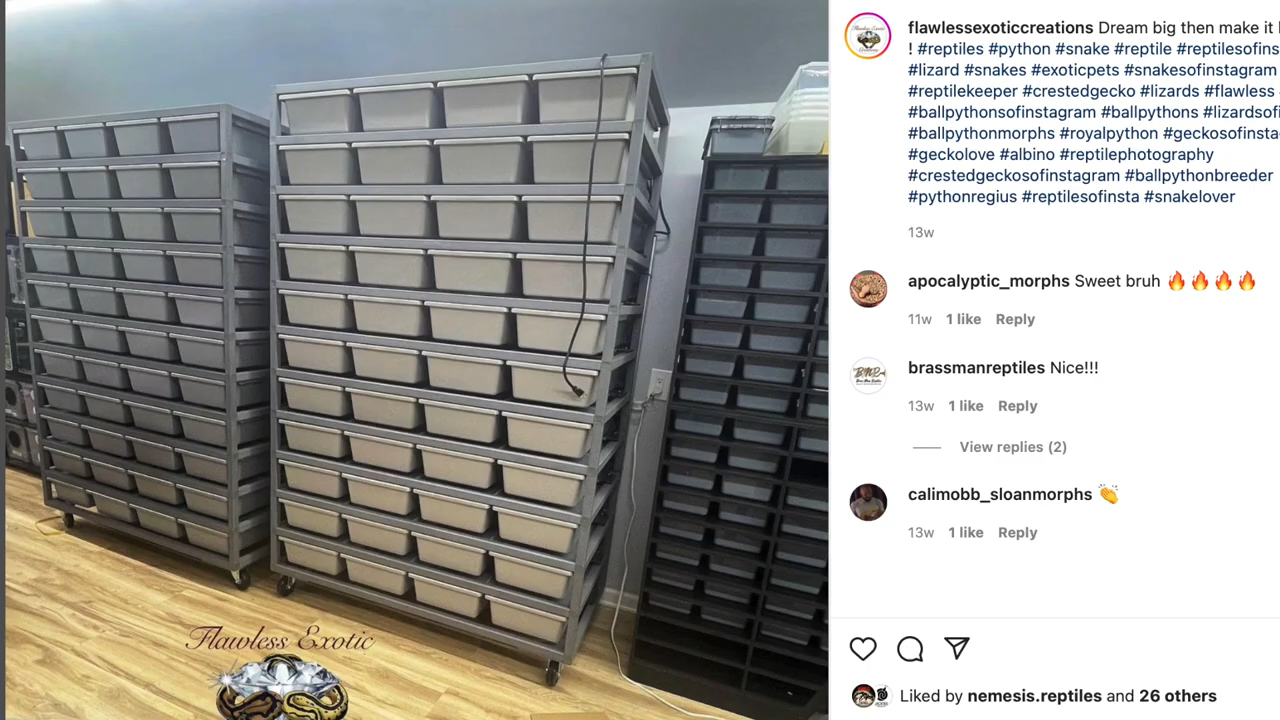 flawlessexoticcreations Dream big then make it
! #reptiles #python #snake #reptile #reptilesofins
#lizard #snakes #exoticpets #snakesofinstagram
#reptilekeeper #crestedgecko #lizards #flawless
#ballpythonsofinstagram #ballpythons #lizardsofi
#ballpythonmorphs #royalpython #geckosofinsta
#geckolove #albino #reptilephotography
#crestedgeckosofinstagram #ballpythonbreeder
#pythonregius #reptilesofinsta #snakelover
13w
apocalyptic_morphs Sweet bruh 🔥🔥🔥🔥
11w 1 like Reply
brassmanreptiles Nice!!!
13w 1 like Reply
View replies (2)
calimobb_sloanmorphs 👏
13w 1 like Reply
Liked by nemesis.reptiles and 26 others
Flawless Exotic